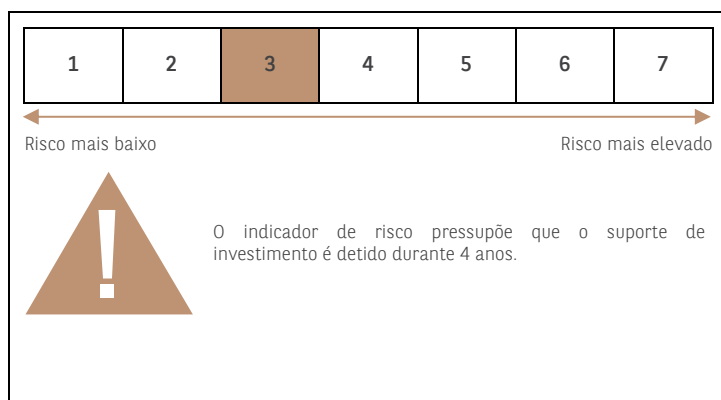 1 2 3 4 5 6 7
Risco mais baixo Risco mais elevado
!
O indicador de risco pressupõe que o suporte de
investimento é detido durante 4 anos.